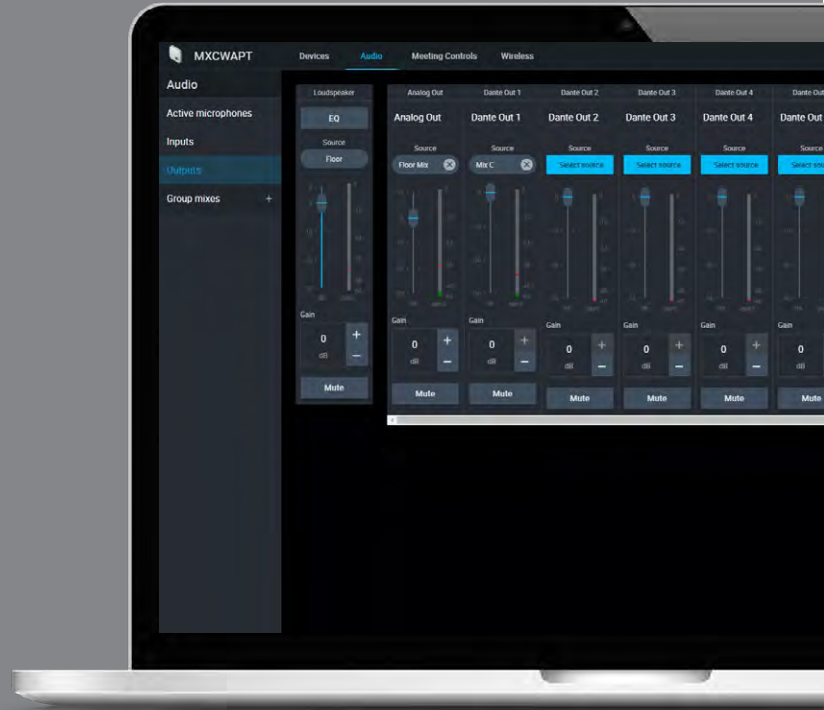 MXCWAPT Devices Audio Meeting Controls Wireless
Audio
Active microphones
Inputs
Outputs
Group mixes +
Loudspeaker Analog Out Dante Out 1 Dante Out 2 Dante Out 3 Dante Out 4 Dante Out
EQ Analog Out Dante Out 1 Dante Out 2 Dante Out 3 Dante Out 4 Dante Out
Source Source Source Source Source Source Source
Floor Floor Mix Mix C Select source Select source Select source
Gain Gain Gain Gain Gain Gain Gain
0 + 0 + 0 + 0 + 0 + 0 + 0
dB − dB − dB − dB − dB − dB − dB
Mute Mute Mute Mute Mute Mute Mute